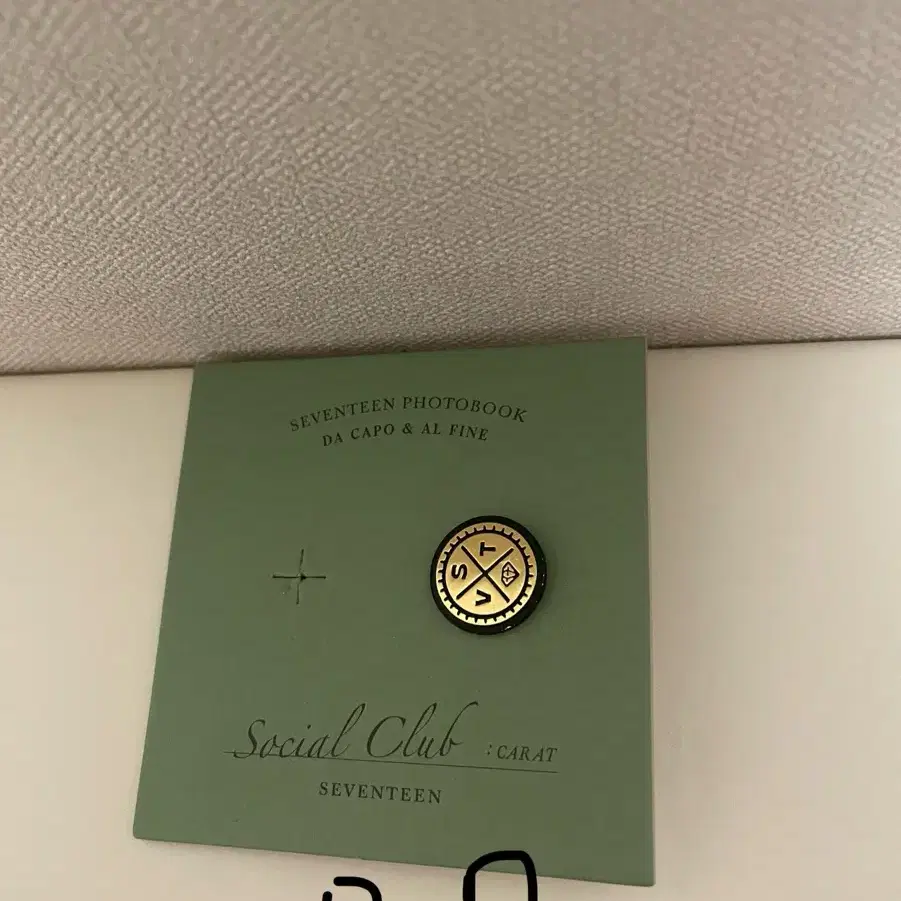 SEVENTEEN PHOTOBOOK
DA CAPO & AL FINE
S T V
Social Club : CARAT
SEVENTEEN